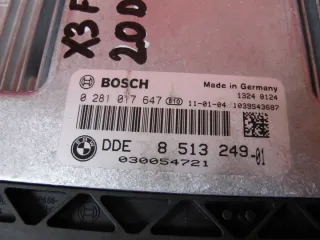 X3 F
20D
BOSCH
Made in Germany
1324 0124
0 281 017 647 11-01-04 1039S43687
DDE 8 513 249-01
030054721